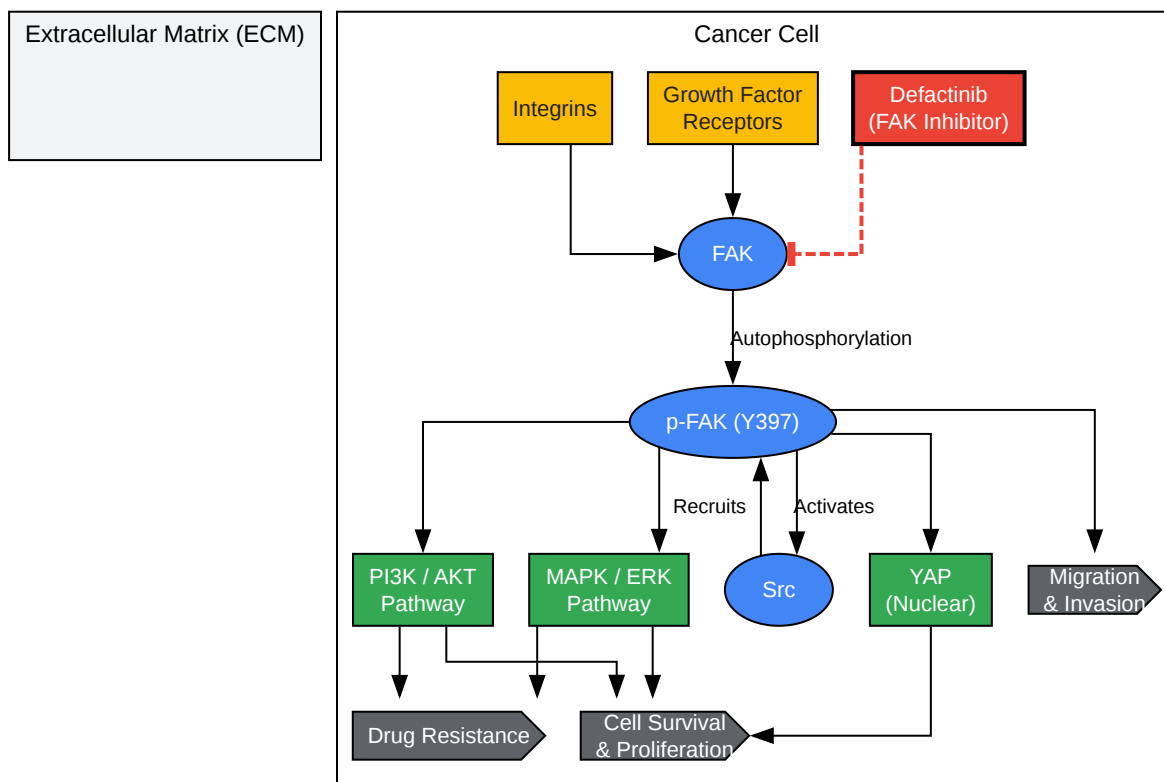 Extracellular Matrix (ECM)
Cancer Cell
Integrins
Growth Factor
Receptors
Defactinib
(FAK Inhibitor)
FAK
Autophosphorylation
p-FAK (Y397)
Recruits
Activates
PI3K / AKT
Pathway
MAPK / ERK
Pathway
Src
YAP
(Nuclear)
Migration
& Invasion
Drug Resistance
Cell Survival
& Proliferation